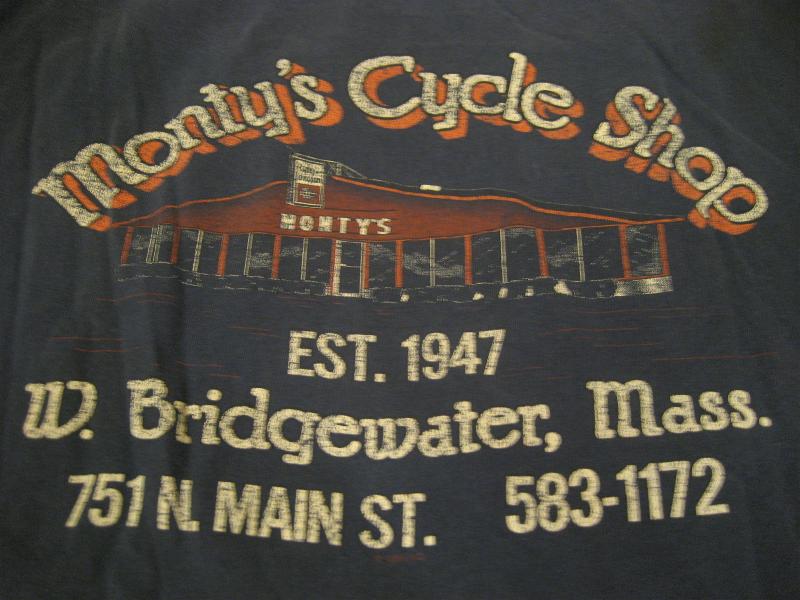 Monty's Cycle Shop
MONTY'S
EST. 1947
W. Bridgewater, Mass.
751 N. MAIN ST. 583-1172